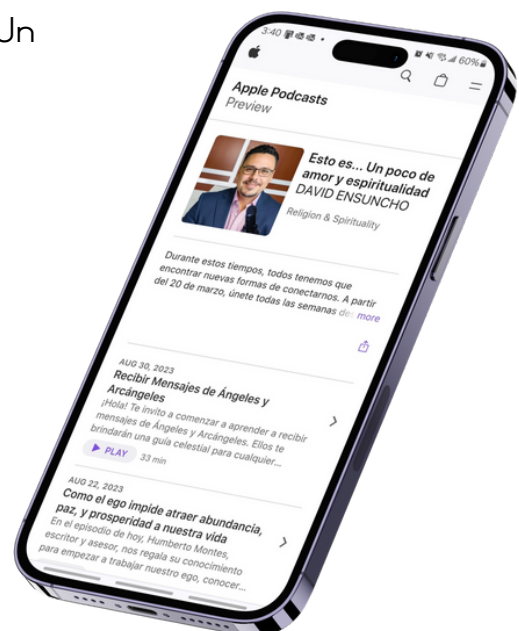 Un
3:40
60%
Apple Podcasts
Preview
Esto es... Un poco de
amor y espiritualidad
DAVID ENSUNCHO
Religion & Spirituality
Durante estos tiempos, todos tenemos que
encontrar nuevas formas de conectarnos. A partir
del 20 de marzo, únete todas las semanas des more
AUG 30, 2023
Recibir Mensajes de Ángeles y
Arcángeles
¡Hola! Te invito a comenzar a aprender a recibir
mensajes de Ángeles y Arcángeles. Ellos te
brindarán una guía celestial para cualquier...
PLAY 33 min
AUG 22, 2023
Como el ego impide atraer abundancia,
paz, y prosperidad a nuestra vida
En el episodio de hoy, Humberto Montes,
escritor y asesor, nos regala su conocimiento
para empezar a trabajar nuestro ego, conocer...